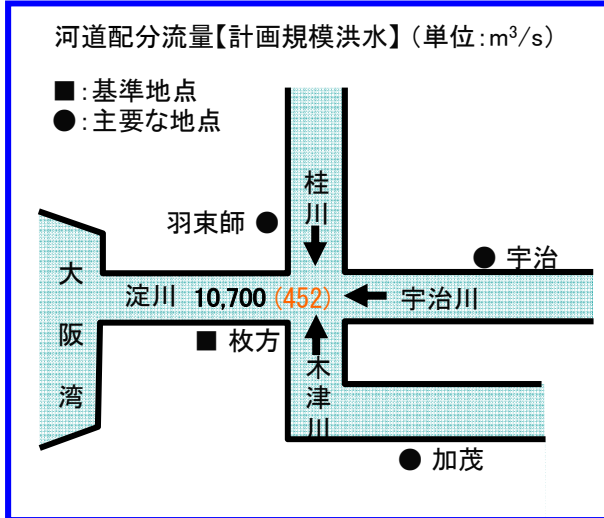 河道配分流量【計画規模洪水】（単位：m³/s）
■：基準地点
●：主要な地点
桂川
羽束師 ●
● 宇治
大阪湾
淀川 10,700 (452)
宇治川
■ 枚方
木津川
● 加茂